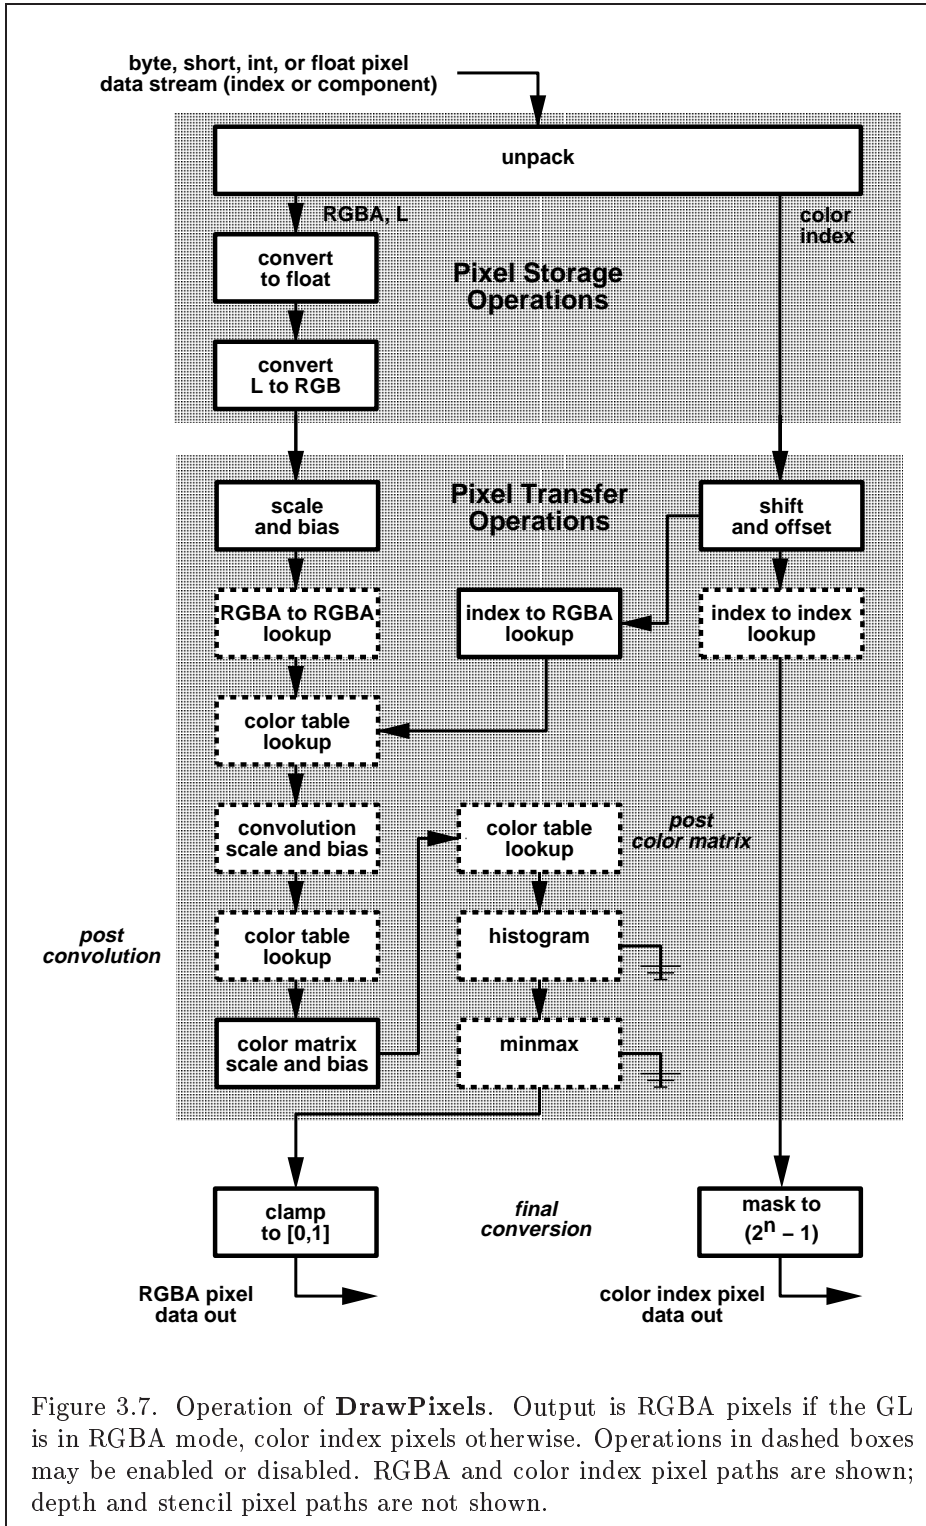 byte, short, int, or float pixel
data stream (index or component)
unpack
RGBA, L
color
index
convert
to float
Pixel Storage
Operations
convert
L to RGB
scale
and bias
Pixel Transfer
Operations
shift
and offset
RGBA to RGBA
lookup
index to RGBA
lookup
index to index
lookup
color table
lookup
convolution
scale and bias
color table
lookup
post
color matrix
post
convolution
color table
lookup
histogram
color matrix
scale and bias
minmax
clamp
to [0,1]
final
conversion
mask to
(2^n − 1)
RGBA pixel
data out
color index pixel
data out
Figure 3.7. Operation of DrawPixels. Output is RGBA pixels if the GL
is in RGBA mode, color index pixels otherwise. Operations in dashed boxes
may be enabled or disabled. RGBA and color index pixel paths are shown;
depth and stencil pixel paths are not shown.